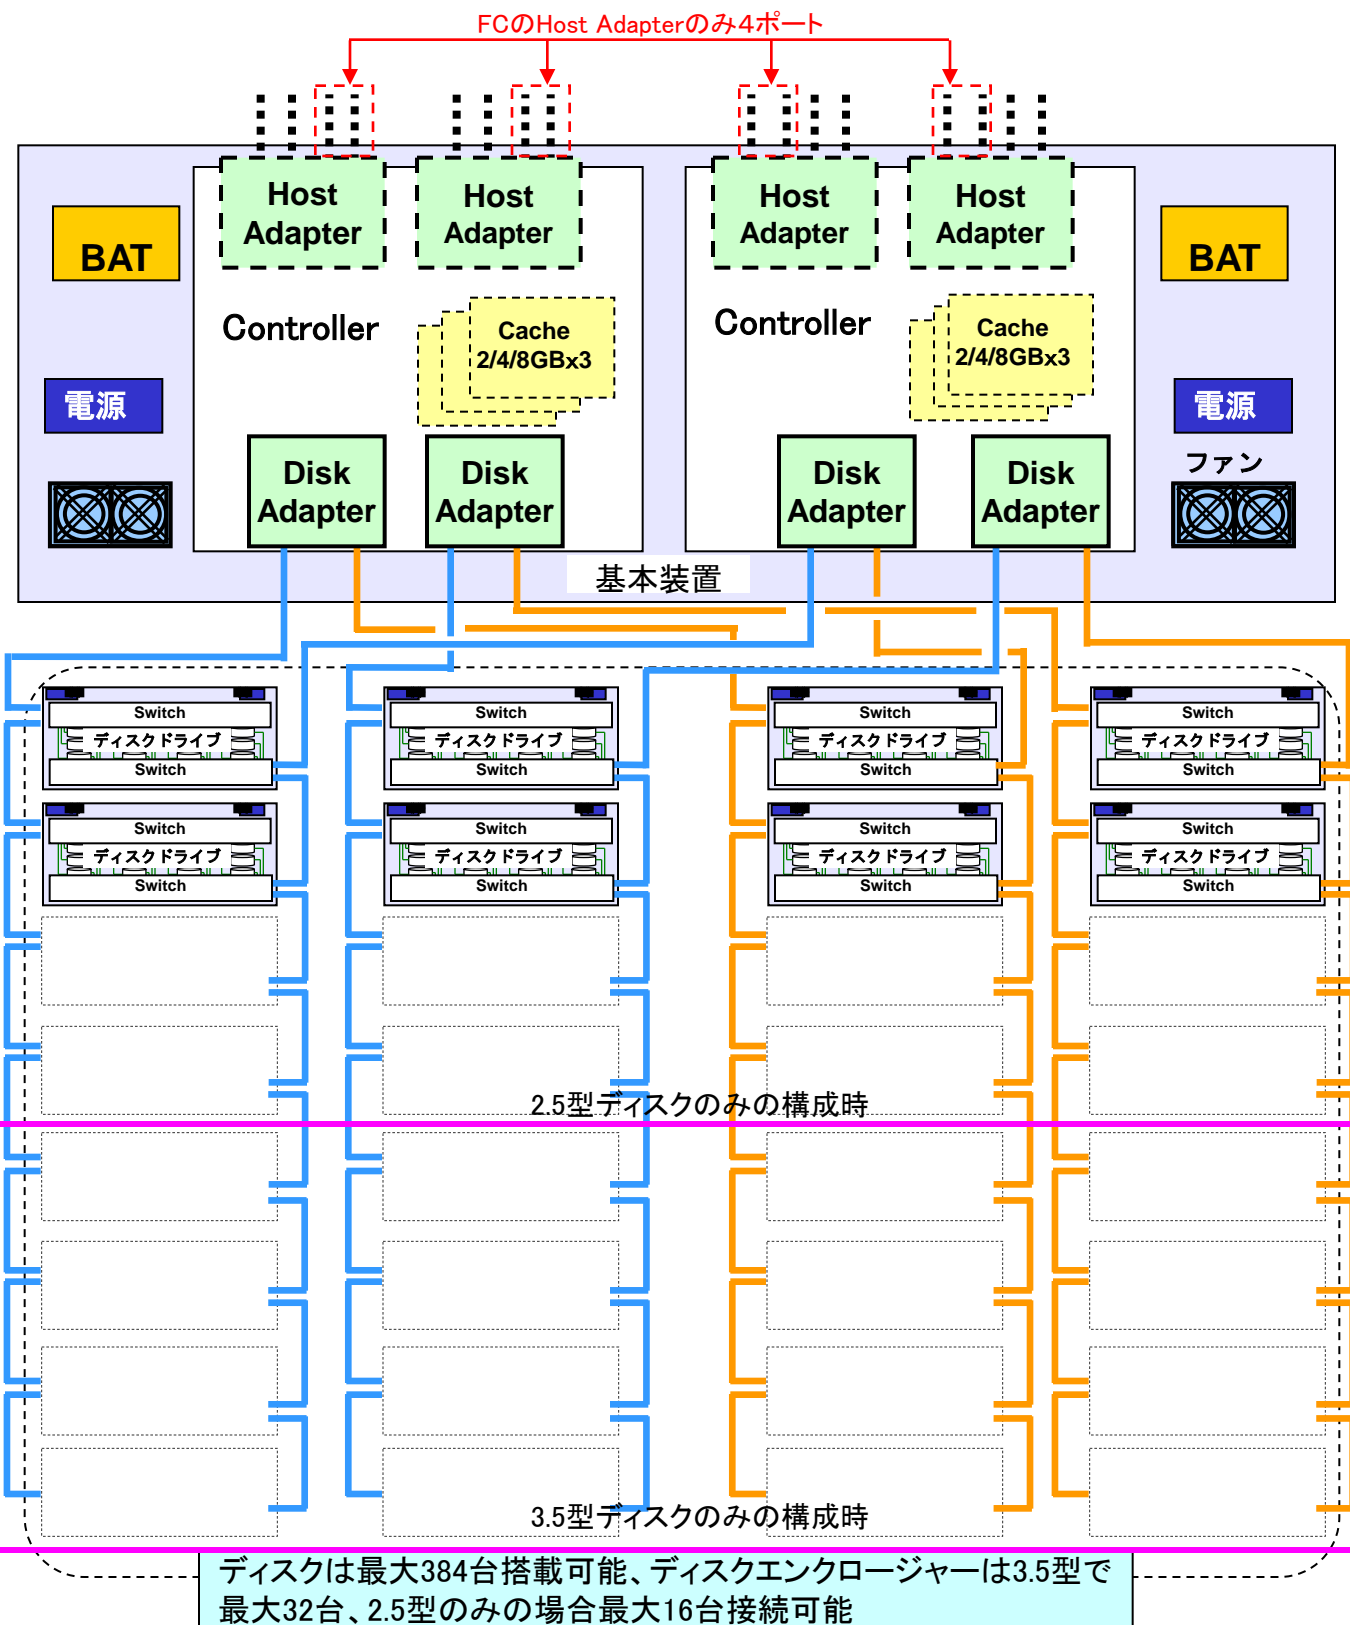 FCのHost Adapterのみ4ポート
Host
Adapter
Host
Adapter
Host
Adapter
Host
Adapter
BAT
BAT
Controller
Cache
2/4/8GBx3
Controller
Cache
2/4/8GBx3
電源
電源
ファン
Disk
Adapter
Disk
Adapter
Disk
Adapter
Disk
Adapter
基本装置
Switch
ディスクドライブ
Switch
Switch
ディスクドライブ
Switch
Switch
ディスクドライブ
Switch
Switch
ディスクドライブ
Switch
Switch
ディスクドライブ
Switch
Switch
ディスクドライブ
Switch
Switch
ディスクドライブ
Switch
Switch
ディスクドライブ
Switch
2.5型ディスクのみの構成時
3.5型ディスクのみの構成時
ディスクは最大384台搭載可能、ディスクエンクロージャーは3.5型で
最大32台、2.5型のみの場合最大16台接続可能